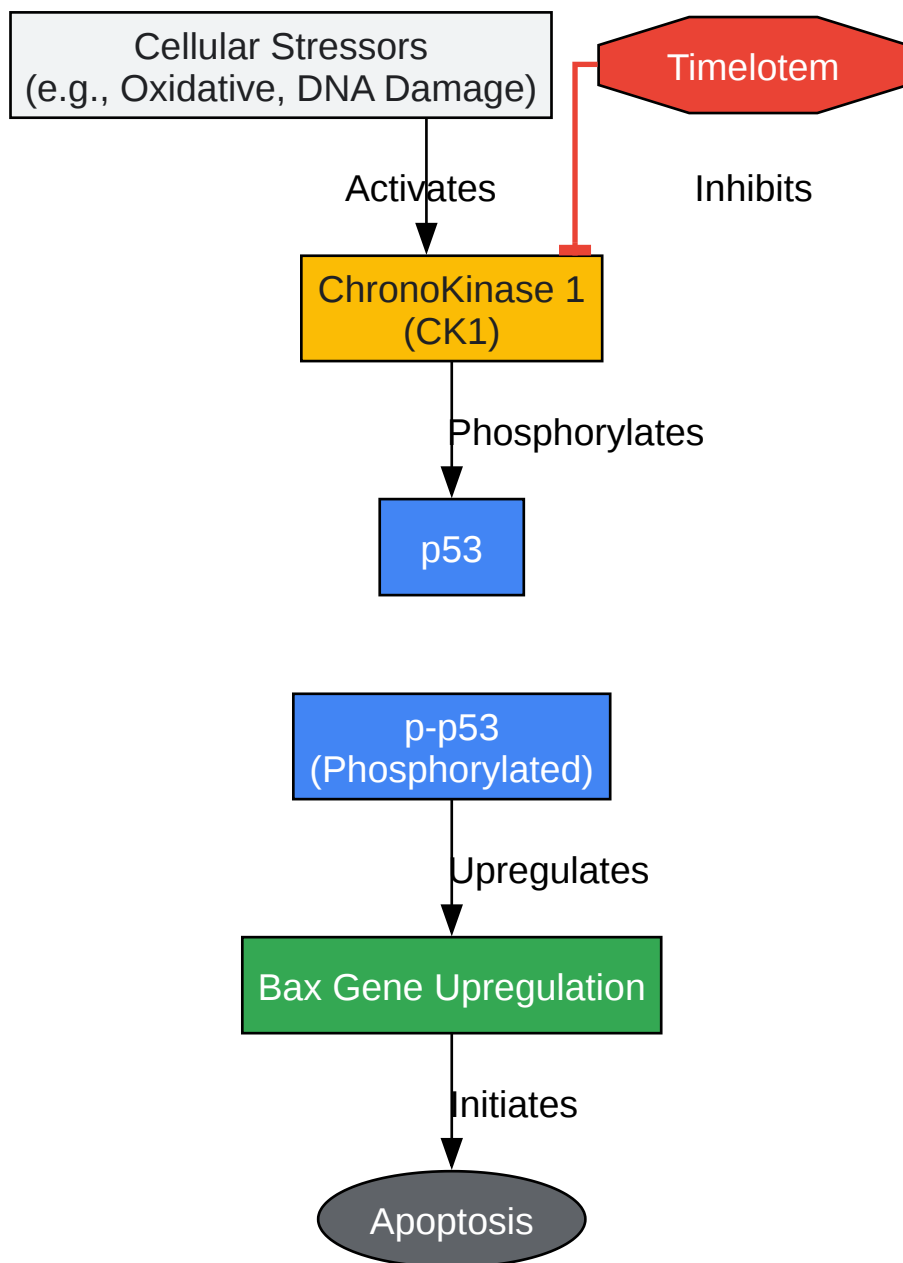 Cellular Stressors
(e.g., Oxidative, DNA Damage)
Timelotem
Activates
Inhibits
ChronoKinase 1
(CK1)
Phosphorylates
p53
p-p53
(Phosphorylated)
Upregulates
Bax Gene Upregulation
Initiates
Apoptosis